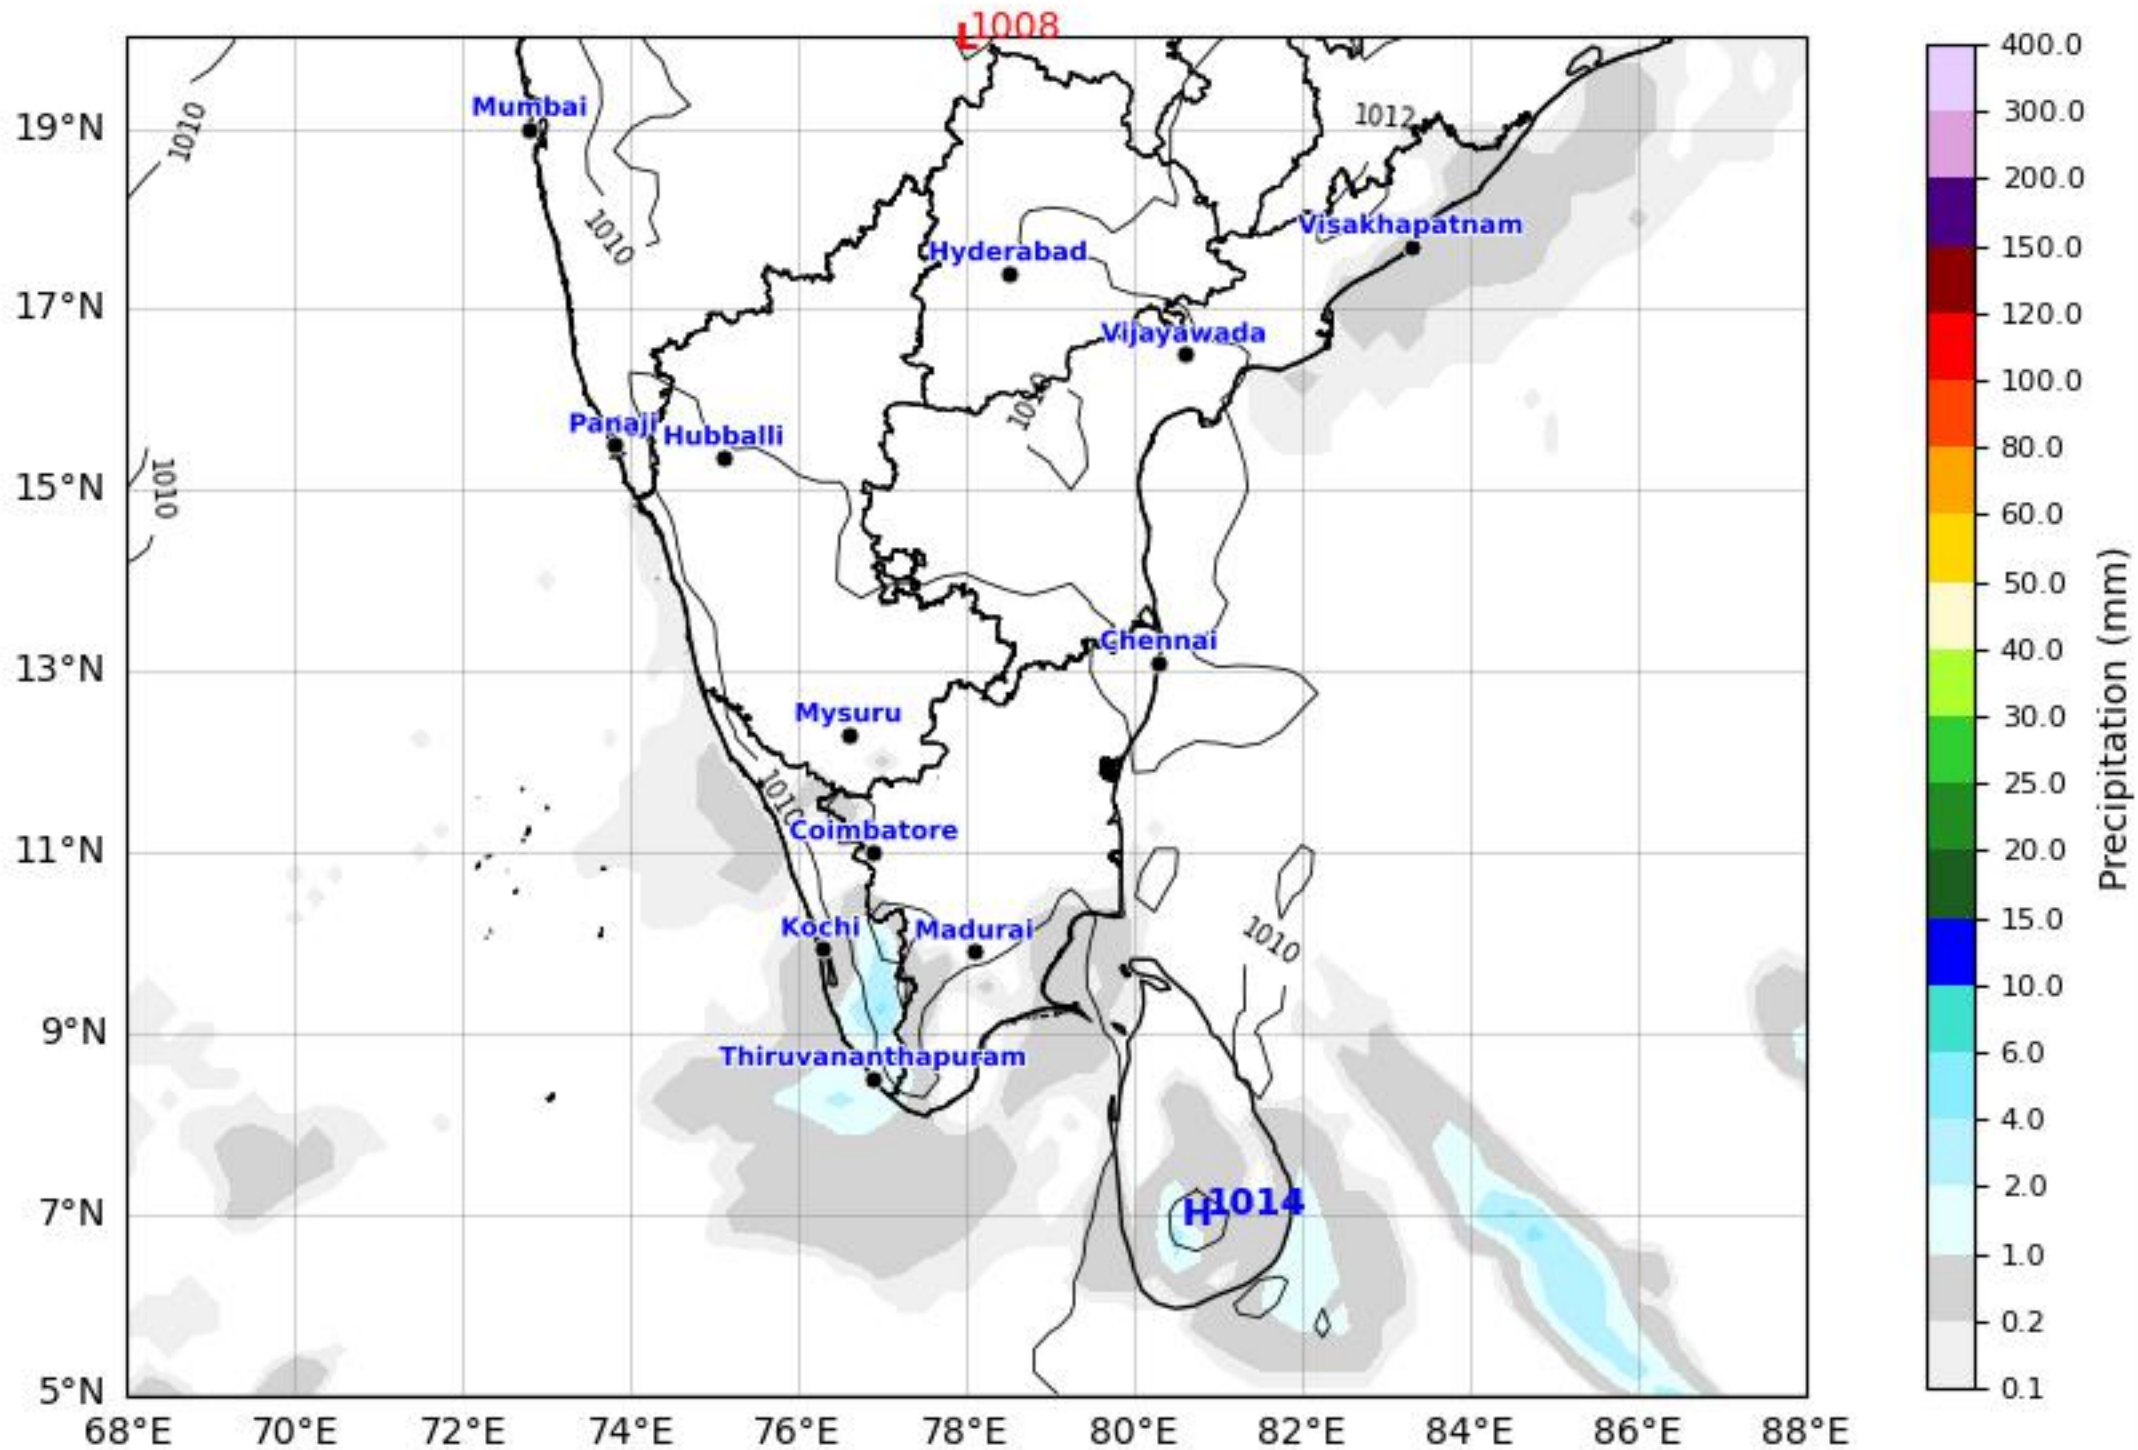 L1008
1010
1012
1010
1010
1010
1010
1010
H1014
Mumbai
Visakhapatnam
Hyderabad
Vijayawada
Panaji
Hubballi
Chennai
Mysuru
Coimbatore
Kochi
Madurai
Thiruvananthapuram
19°N
17°N
15°N
13°N
11°N
9°N
7°N
5°N
68°E
70°E
72°E
74°E
76°E
78°E
80°E
82°E
84°E
86°E
88°E
400.0
300.0
200.0
150.0
120.0
100.0
80.0
60.0
50.0
40.0
30.0
25.0
20.0
15.0
10.0
6.0
4.0
2.0
1.0
0.2
0.1
Precipitation (mm)